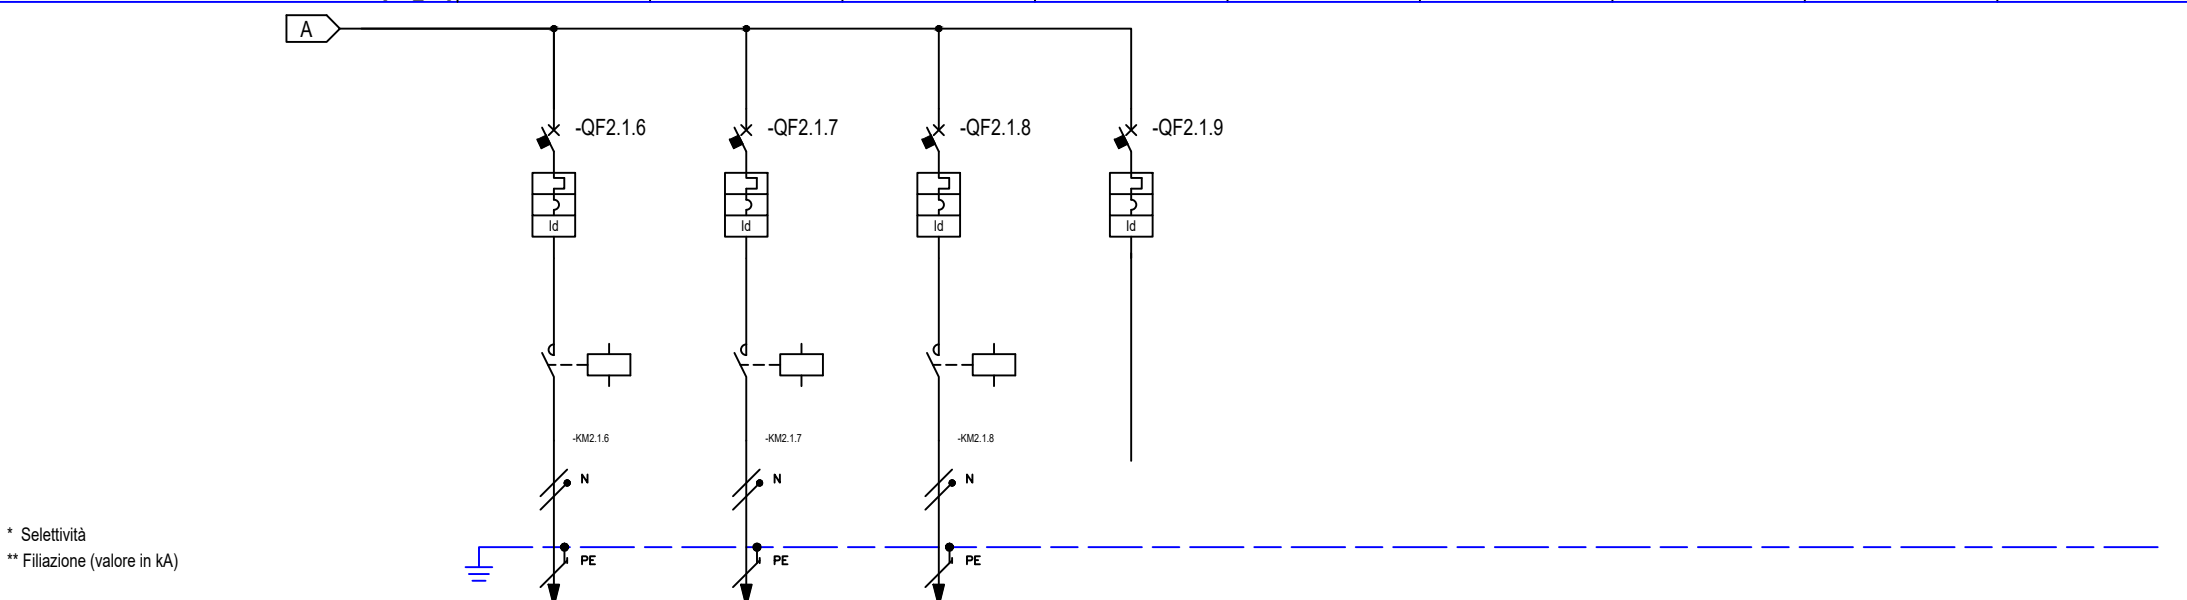 A
-QF2.1.6 -QF2.1.7 -QF2.1.8 -QF2.1.9
Id Id Id Id
-KM2.1.6 -KM2.1.7 -KM2.1.8
N N N
* Selettività
** Filiazione (valore in kA)
PE PE PE